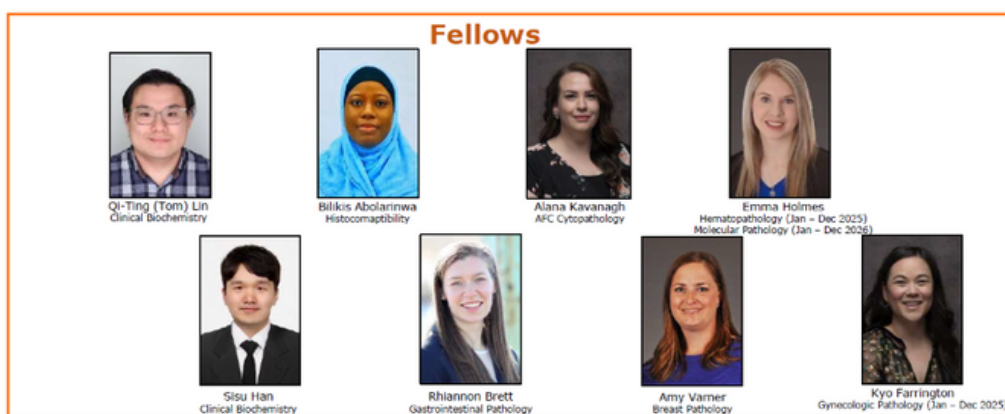 Fellows
Qi-Ting (Tom) Lin
Clinical Biochemistry
Bilikis Abolarinwa
Histocomaptibility
Alana Kavanagh
AFC Cytopathology
Emma Holmes
Hematopathology (Jan – Dec 2025)
Molecular Pathology (Jan – Dec 2026)
Sisu Han
Clinical Biochemistry
Rhiannon Brett
Gastrointestinal Pathology
Amy Varner
Breast Pathology
Kyo Farrington
Gynecologic Pathology (Jan – Dec 2025)